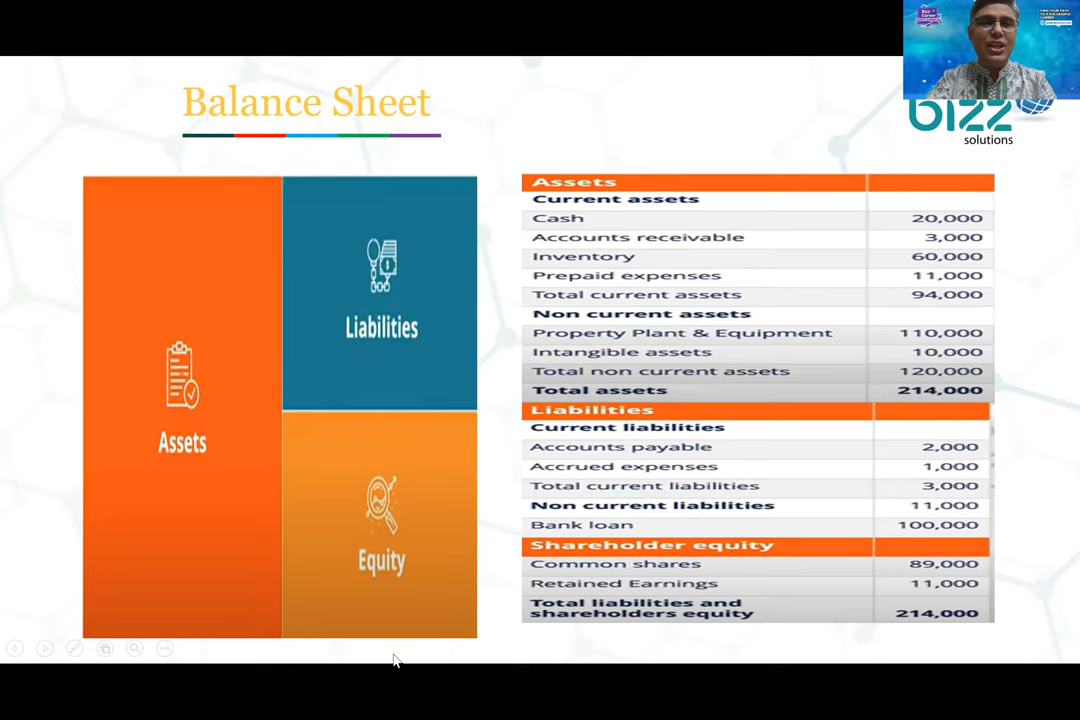 Balance Sheet
bizz
solutions
Assets
Liabilities
Equity
Assets
Current assets
Cash 20,000
Accounts receivable 3,000
Inventory 60,000
Prepaid expenses 11,000
Total current assets 94,000
Non current assets
Property Plant & Equipment 110,000
Intangible assets 10,000
Total non current assets 120,000
Total assets 214,000
Liabilities
Current liabilities
Accounts payable 2,000
Accrued expenses 1,000
Total current liabilities 3,000
Non current liabilities 11,000
Bank loan 100,000
Shareholder equity
Common shares 89,000
Retained Earnings 11,000
Total liabilities and
shareholders equity 214,000